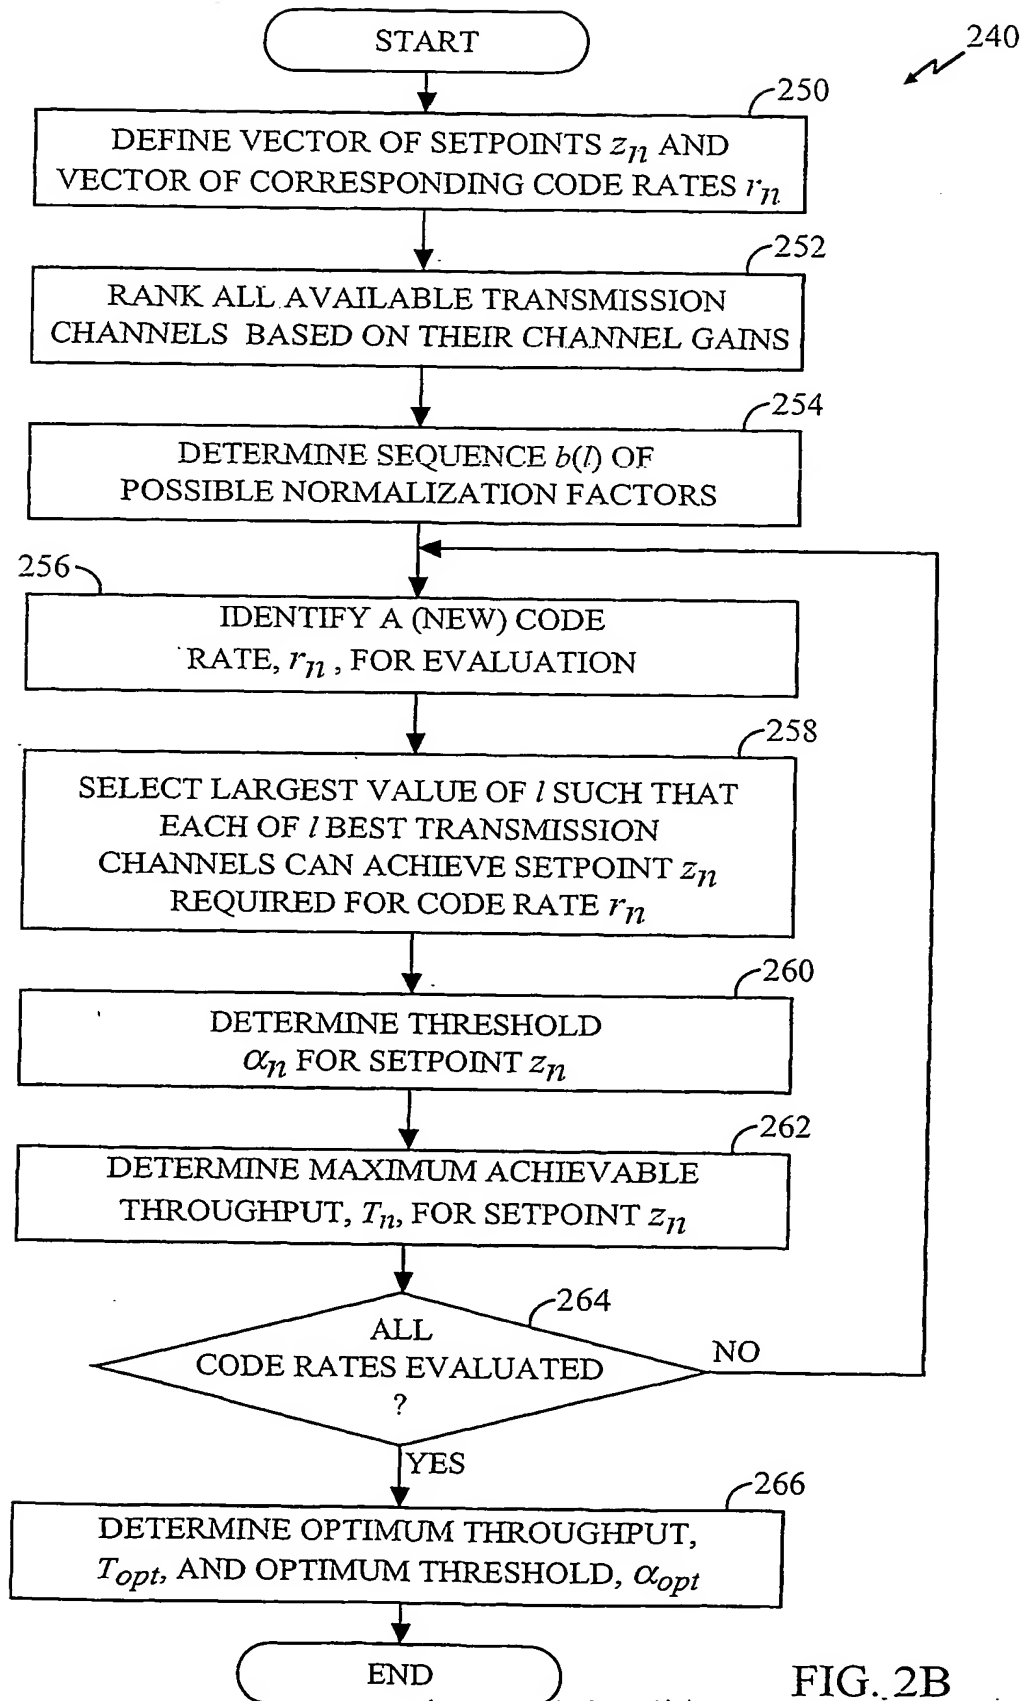 START
240
250
DEFINE VECTOR OF SETPOINTS zn AND
VECTOR OF CORRESPONDING CODE RATES rn
252
RANK ALL AVAILABLE TRANSMISSION
CHANNELS BASED ON THEIR CHANNEL GAINS
254
DETERMINE SEQUENCE b(l) OF
POSSIBLE NORMALIZATION FACTORS
256
IDENTIFY A (NEW) CODE
RATE, rn, FOR EVALUATION
258
SELECT LARGEST VALUE OF l SUCH THAT
EACH OF l BEST TRANSMISSION
CHANNELS CAN ACHIEVE SETPOINT zn
REQUIRED FOR CODE RATE rn
260
DETERMINE THRESHOLD
αn FOR SETPOINT zn
262
DETERMINE MAXIMUM ACHIEVABLE
THROUGHPUT, Tn, FOR SETPOINT zn
264
ALL
CODE RATES EVALUATED
?
NO
YES
266
DETERMINE OPTIMUM THROUGHPUT,
Topt, AND OPTIMUM THRESHOLD, αopt
END
FIG. 2B